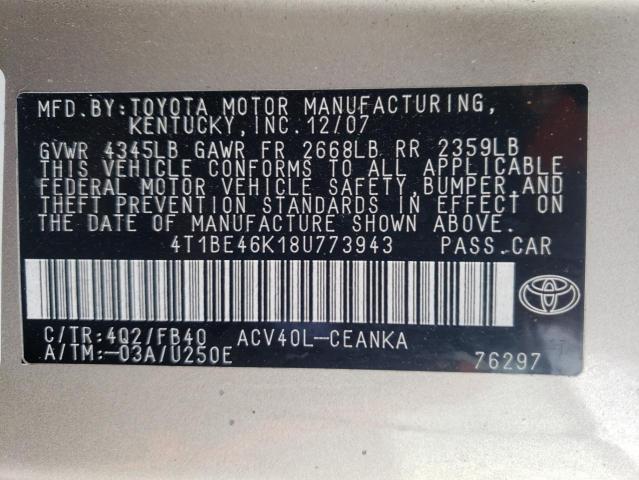 MFD.BY:TOYOTA MOTOR MANUFACTURING,
KENTUCKY, INC.12/07
GVWR 4345LB GAWR FR 2668LB RR 2359LB
THIS VEHICLE CONFORMS TO ALL APPLICABLE
FEDERAL MOTOR VEHICLE SAFETY, BUMPER,AND
THEFT PREVENTION STANDARDS IN EFFECT ON
THE DATE OF MANUFACTURE SHOWN ABOVE.
4T1BE46K18U773943 PASS.CAR
C/TR:4Q2/FB40 ACV40L-CEANKA
A/TM:-03A/U250E 76297